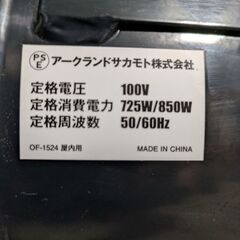 PS
E
アークランドサカモト株式会社
定格電圧 100V
定格消費電力 725W/850W
定格周波数 50/60Hz
OF-1524 屋内用 MADE IN CHINA